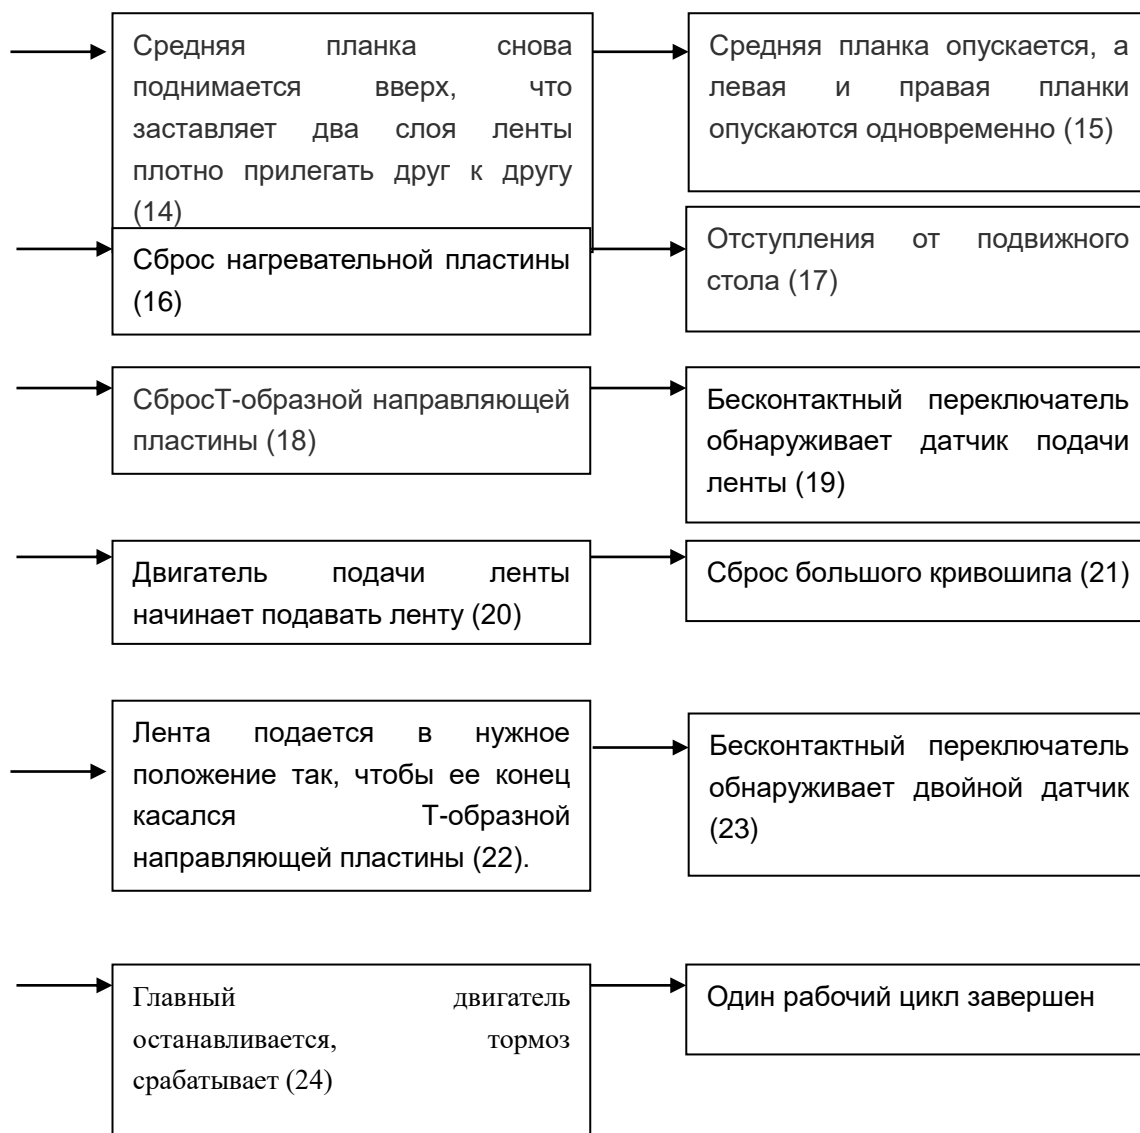 Средняя планка снова
поднимается вверх, что
заставляет два слоя ленты
плотно прилегать друг к другу
(14)
Средняя планка опускается, а
левая и правая планки
опускаются одновременно (15)
Сброс нагревательной пластины
(16)
Отступления от подвижного
стола (17)
СбросТ-образной направляющей
пластины (18)
Бесконтактный переключатель
обнаруживает датчик подачи
ленты (19)
Двигатель подачи ленты
начинает подавать ленту (20)
Сброс большого кривошипа (21)
Лента подается в нужное
положение так, чтобы ее конец
касался Т-образной
направляющей пластины (22).
Бесконтактный переключатель
обнаруживает двойной датчик
(23)
Главный двигатель
останавливается, тормоз
срабатывает (24)
Один рабочий цикл завершен